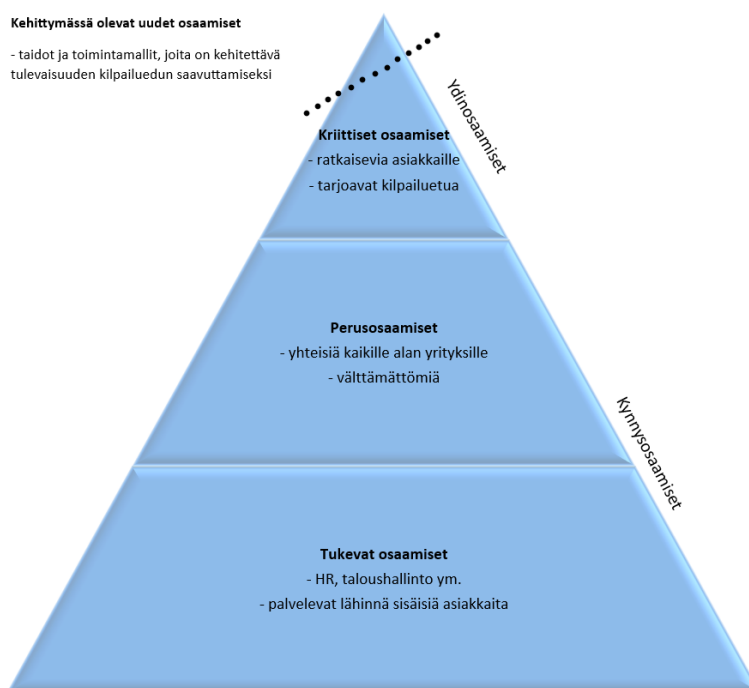 Kehittymässä olevat uudet osaamiset
- taidot ja toimintamallit, joita on kehitettävä
tulevaisuuden kilpailuedun saavuttamiseksi
Ydinosaamiset
Kriittiset osaamiset
- ratkaisevia asiakkaille
- tarjoavat kilpailuetua
Perusosaamiset
- yhteisiä kaikille alan yrityksille
- välttämättömiä
Kynnysosaamiset
Tukevat osaamiset
- HR, taloushallinto ym.
- palvelevat lähinnä sisäisiä asiakkaita